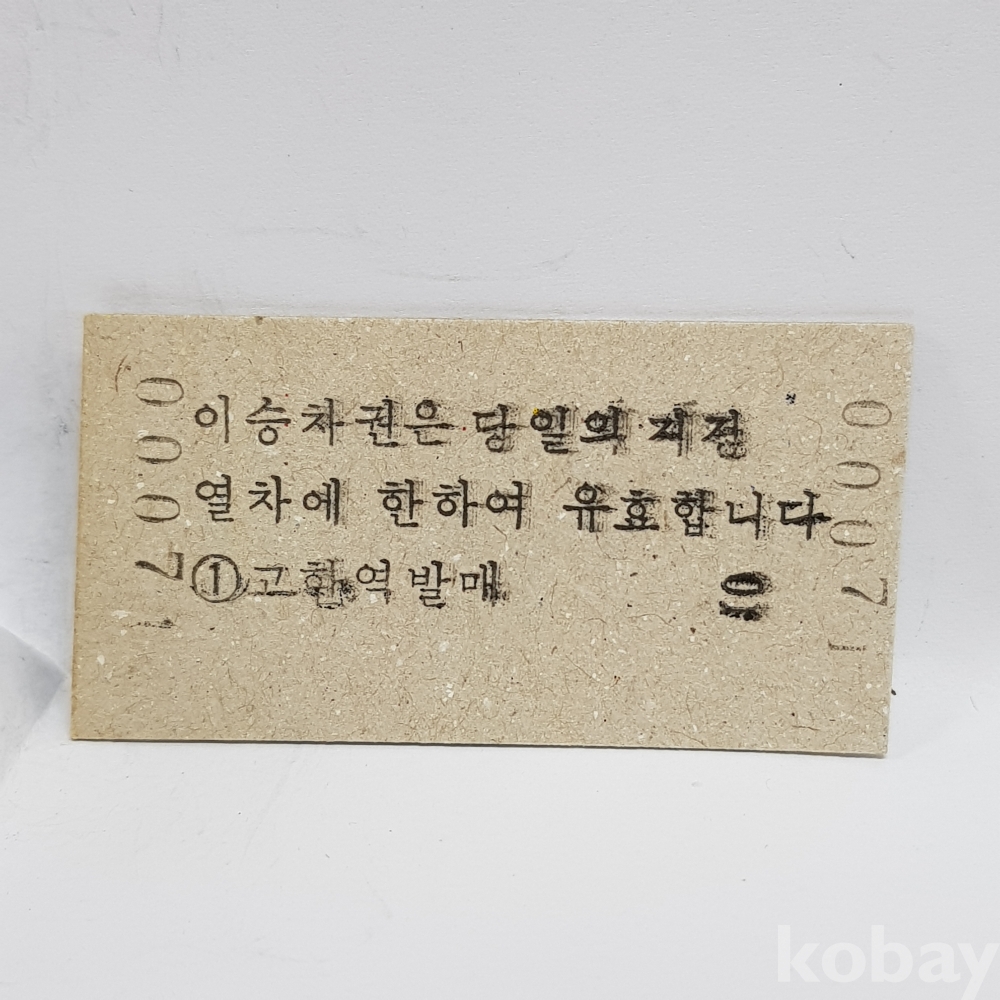 이승차권은 당일의 지정
열차에 한하여 유효합니다
①고한역발매
0007
0007
kobay